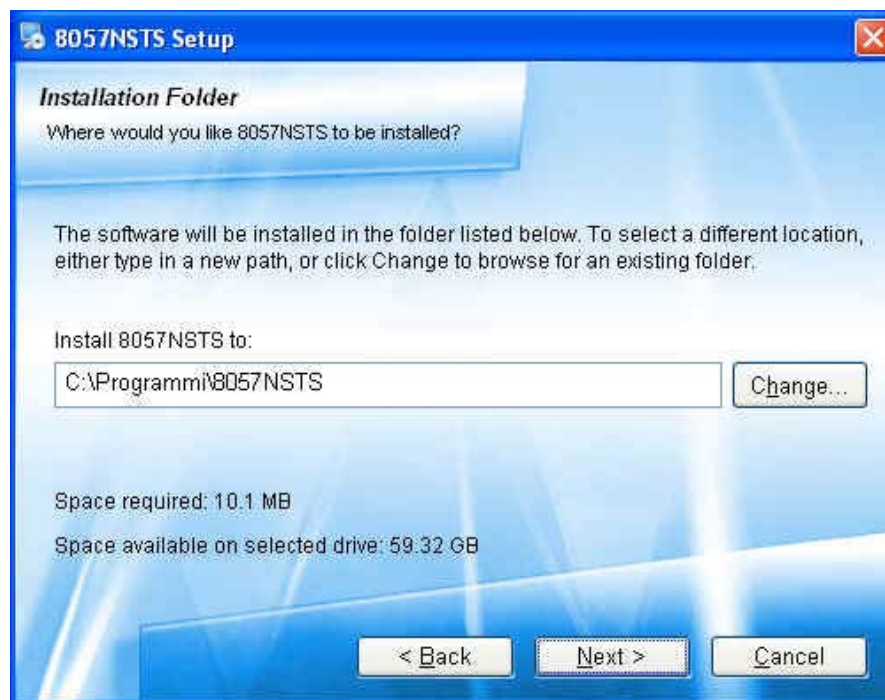 8057NSTS Setup
Installation Folder
Where would you like 8057NSTS to be installed?
The software will be installed in the folder listed below. To select a different location,
either type in a new path, or click Change to browse for an existing folder.
Install 8057NSTS to:
C:\Programmi\8057NSTS
Change...
Space required: 10.1 MB
Space available on selected drive: 59.32 GB
< Back
Next >
Cancel